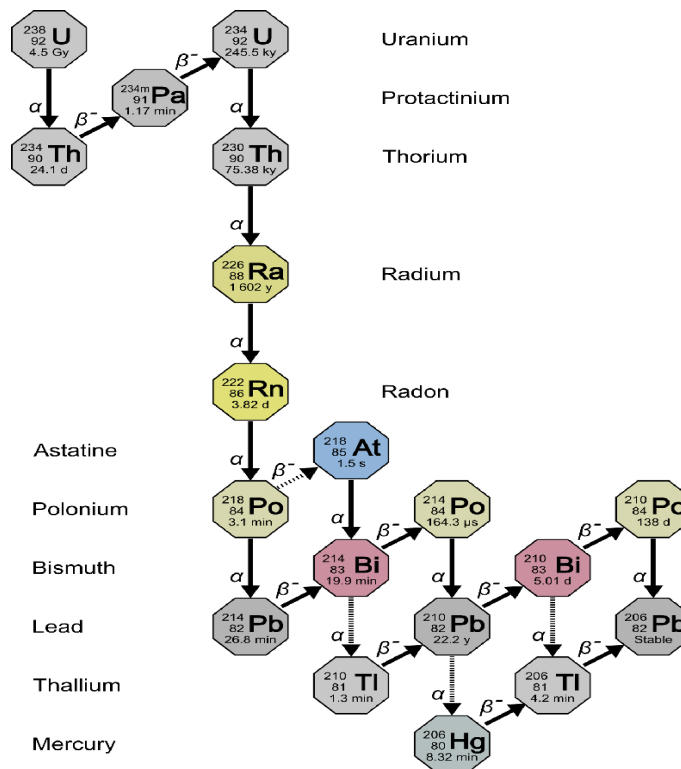 238 92 U 4.5 Gy
234 92 U 245.5 ky
Uranium
β⁻
β⁻
α
α
234m 91 Pa 1.17 min
Protactinium
234 90 Th 24.1 d
230 90 Th 75.38 ky
Thorium
α
226 88 Ra 1 602 y
Radium
α
222 86 Rn 3.82 d
Radon
α
Astatine
β⁻
218 85 At 1.5 s
Polonium
218 84 Po 3.1 min
214 84 Po 164.3 µs
210 84 Po 138 d
α
β⁻
β⁻
Bismuth
α
214 83 Bi 19.9 min
α
210 83 Bi 5.01 d
α
β⁻
β⁻
Lead
214 82 Pb 26.8 min
210 82 Pb 22.2 y
206 82 Pb Stable
α
β⁻
α
β⁻
Thallium
210 81 Tl 1.3 min
206 81 Tl 4.2 min
α
β⁻
Mercury
206 80 Hg 8.32 min